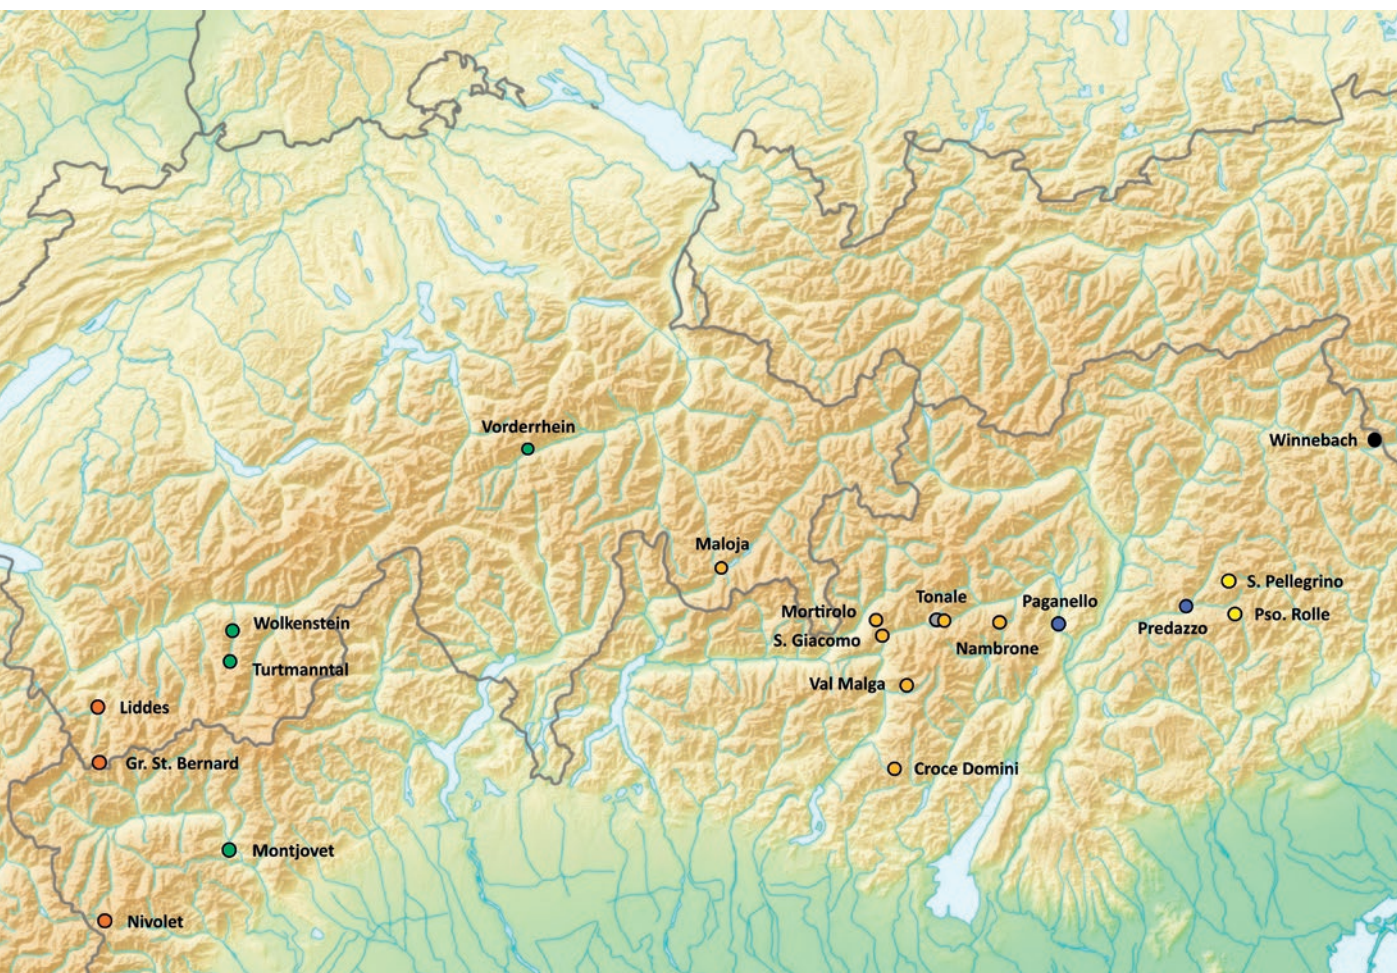 Vorderrhein
Winnebach
Maloja
S. Pellegrino
Mortirolo
Tonale
Paganello
Pso. Rolle
Wolkenstein
S. Giacomo
Nambrone
Predazzo
Turtmanntal
Val Malga
Liddes
Gr. St. Bernard
Croce Domini
Montjovet
Nivolet